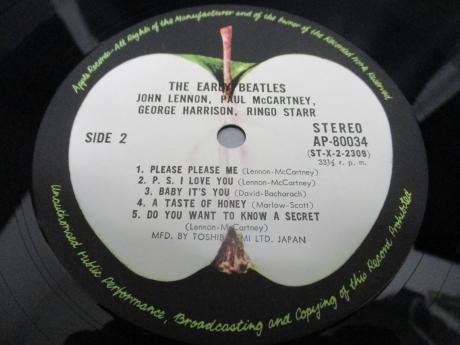 Apple Records-All Rights of the Manufacturer and of the Owner of the Recorded Work Reserved
THE EARLY BEATLES
JOHN LENNON, PAUL McCARTNEY,
GEORGE HARRISON, RINGO STARR
SIDE 2
STEREO
AP-80034
(ST-X-2-2309)
33⅓ r. p. m.
1. PLEASE PLEASE ME (Lennon-McCartney)
2. P. S. I LOVE YOU (Lennon-McCartney)
3. BABY IT'S YOU (David-Bacharach)
4. A TASTE OF HONEY (Marlow-Scott)
5. DO YOU WANT TO KNOW A SECRET
(Lennon-McCartney)
MFD. BY TOSHIBA EMI LTD. JAPAN
Unauthorised Public Performance, Broadcasting and Copying of this Record Prohibited